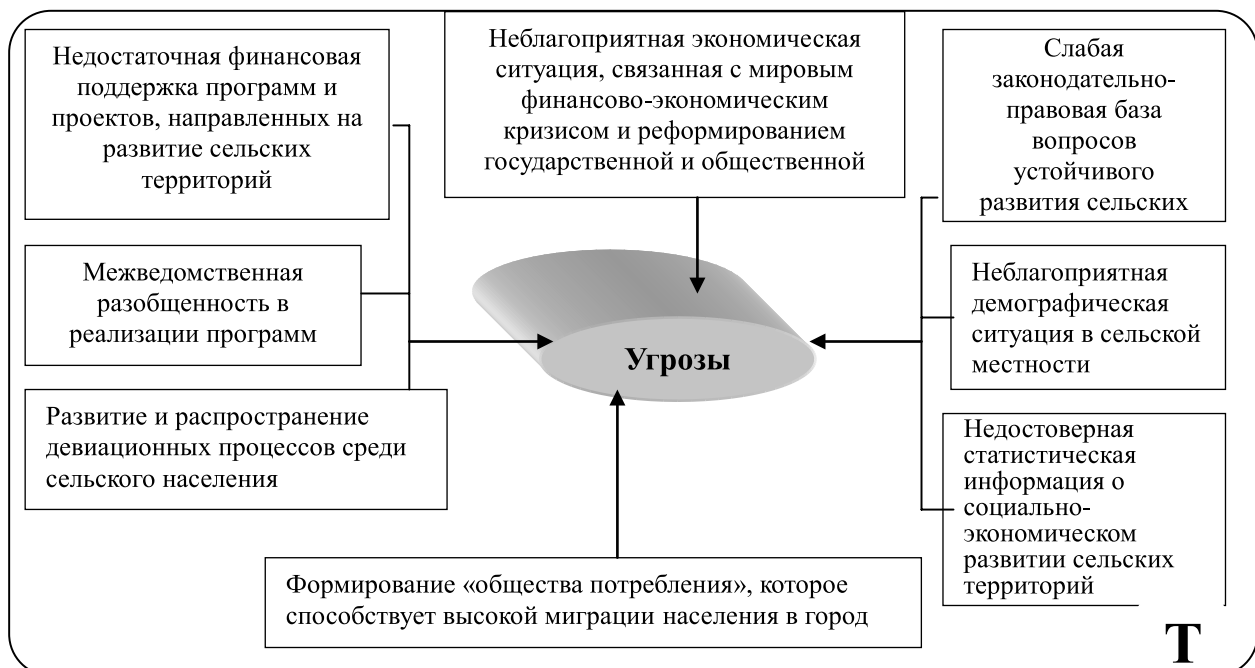 Недостаточная финансовая
поддержка программ и
проектов, направленных на
развитие сельских
территорий
Неблагоприятная экономическая
ситуация, связанная с мировым
финансово-экономическим
кризисом и реформированием
государственной и общественной
Слабая
законодательно-
правовая база
вопросов
устойчивого
развития сельских
Межведомственная
разобщенность в
реализации программ
Неблагоприятная
демографическая
ситуация в сельской
местности
Угрозы
Развитие и распространение
девиационных процессов среди
сельского населения
Недостоверная
статистическая
информация о
социально-
экономическом
развитии сельских
территорий
Формирование «общества потребления», которое
способствует высокой миграции населения в город
Т